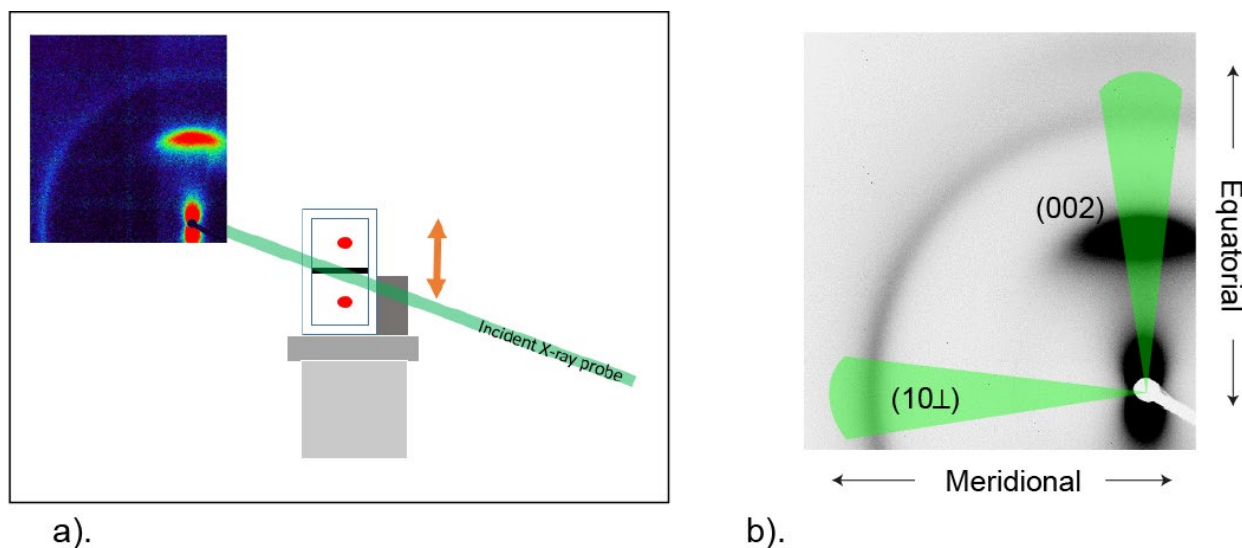 Incident X-ray probe
a).
(002)
(10⊥)
Equatorial
Meridional
b).